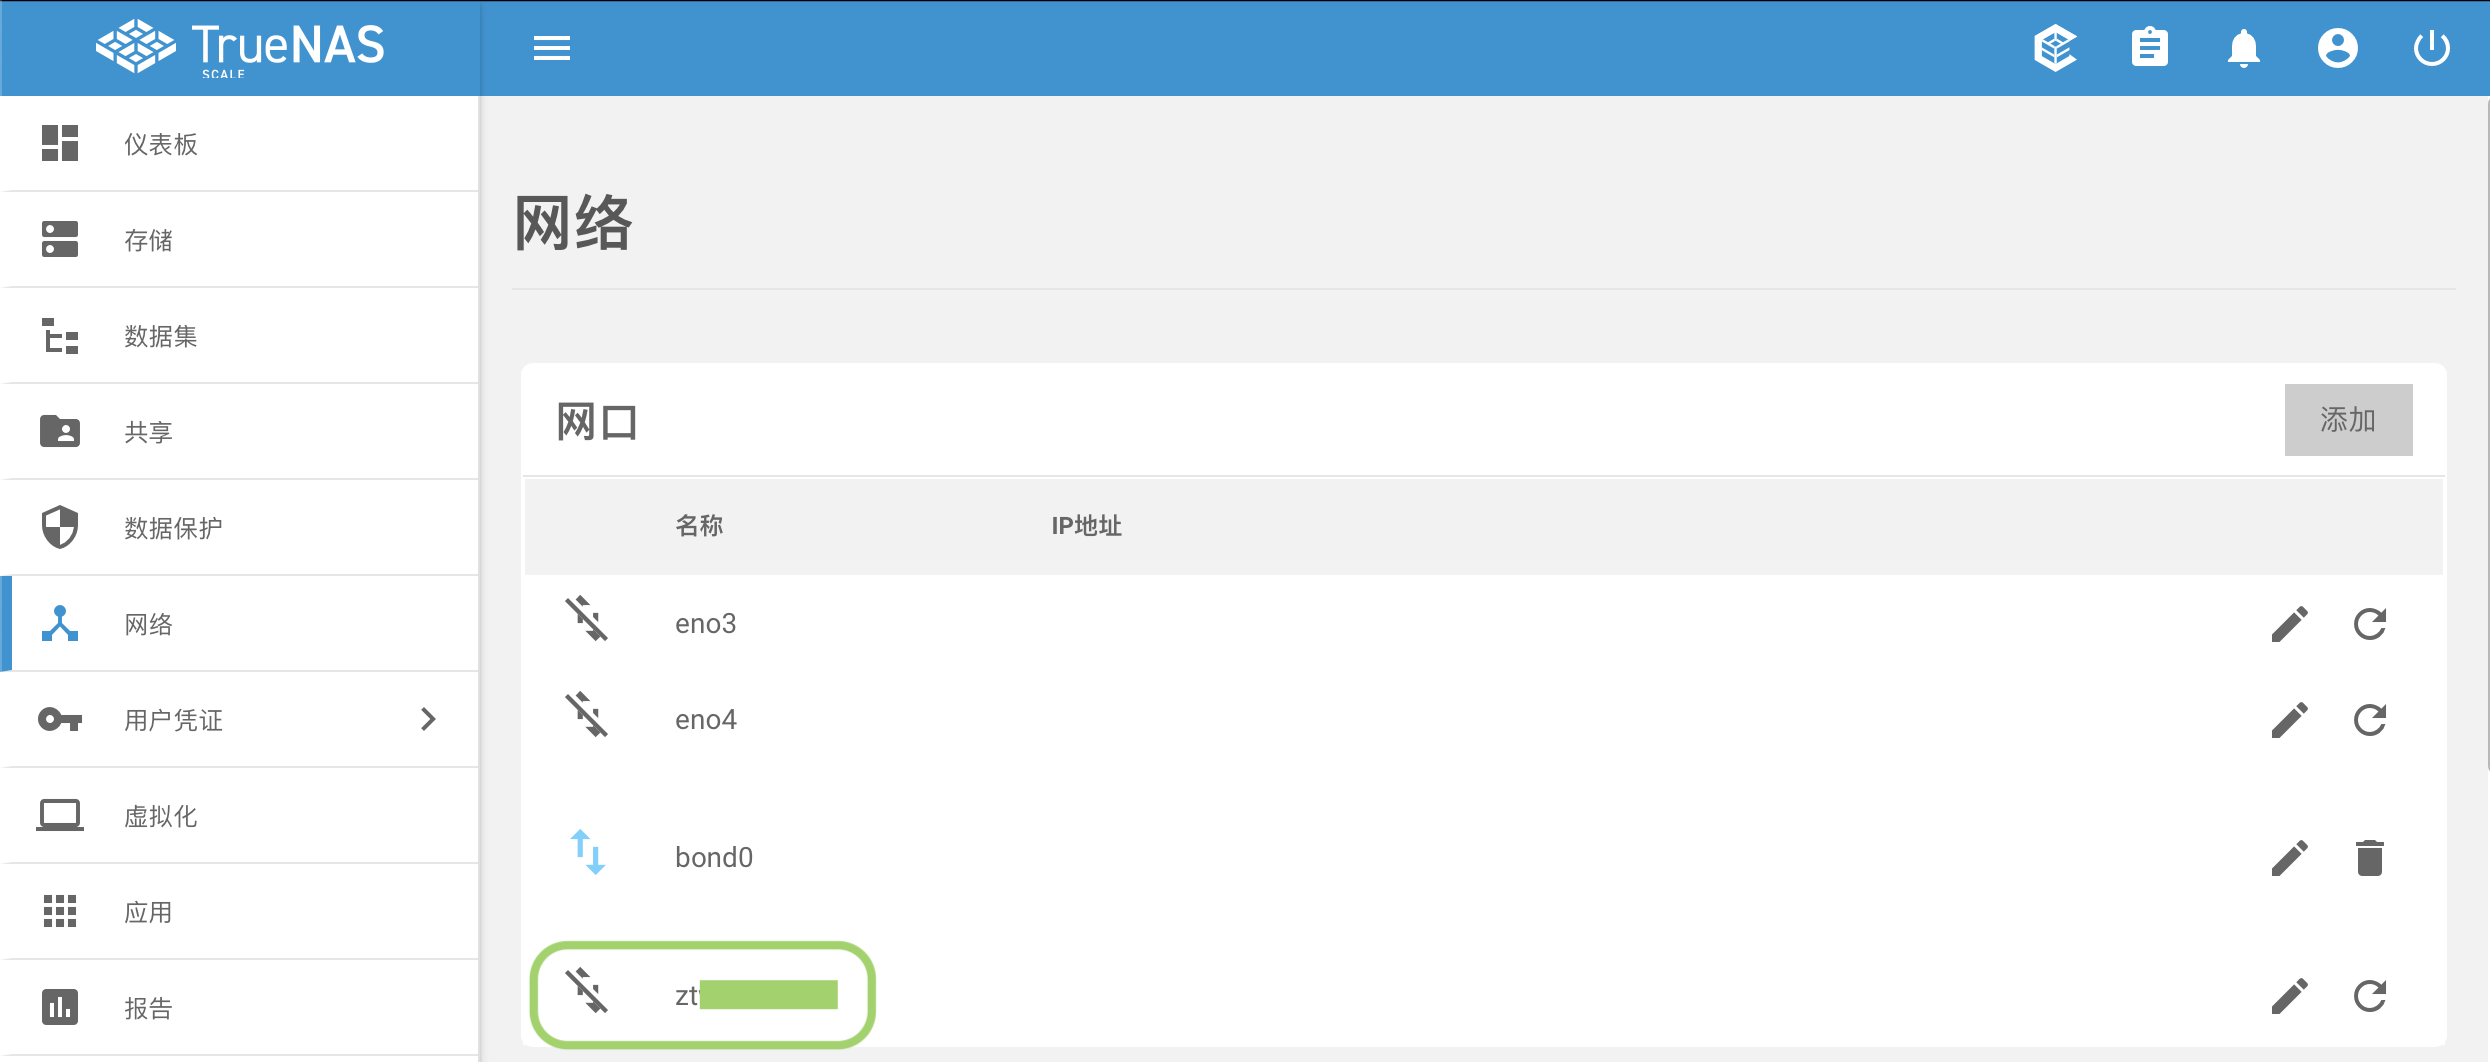 TrueNAS
SCALE
仪表板
存储
数据集
共享
数据保护
网络
用户凭证
虚拟化
应用
报告
网络
网口
添加
名称 IP地址
eno3
eno4
bond0
zt